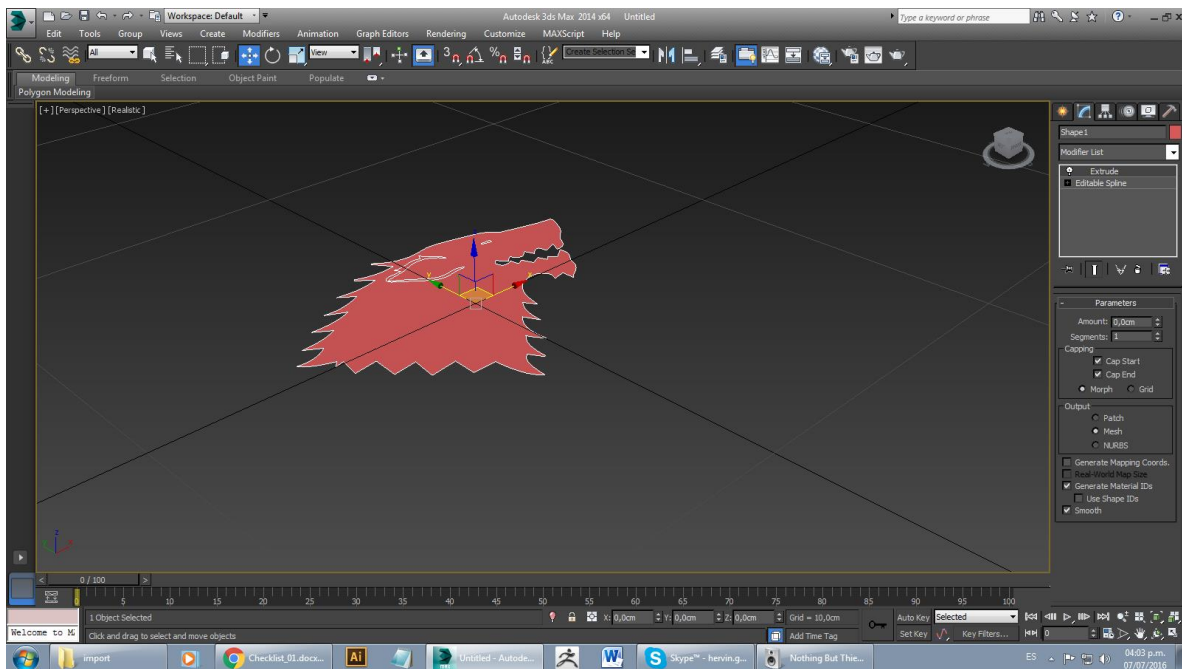 Workspace: Default
Autodesk 3ds Max 2014 x64 Untitled
Type a keyword or phrase
Edit Tools Group Views Create Modifiers Animation Graph Editors Rendering Customize MAXScript Help
All
View
3
%
ABC
Create Selection Se
Modeling Freeform Selection Object Paint Populate
Polygon Modeling
[+] [Perspective] [Realistic]
z
y
x
Shape1
Modifier List
Extrude
Editable Spline
- Parameters
Amount: 0,0cm
Segments: 1
Capping
Cap Start
Cap End
Morph Grid
Output
Patch
Mesh
NURBS
Generate Mapping Coords.
Real-World Map Size
Generate Material IDs
Use Shape IDs
Smooth
< 0 / 100 >
0 5 10 15 20 25 30 35 40 45 50 55 60 65 70 75 80 85 90 95 100
Welcome to M
1 Object Selected
X: 0,0cm Y: 0,0cm Z: 0,0cm Grid = 10,0cm
Auto Key Selected
Click and drag to select and move objects
Add Time Tag
Set Key Key Filters...
0
import
Checklist_01.docx...
Ai
Untitled - Autode...
W
Skype™ - hervin.g...
Nothing But Thie...
ES
04:03 p.m.
07/07/2016